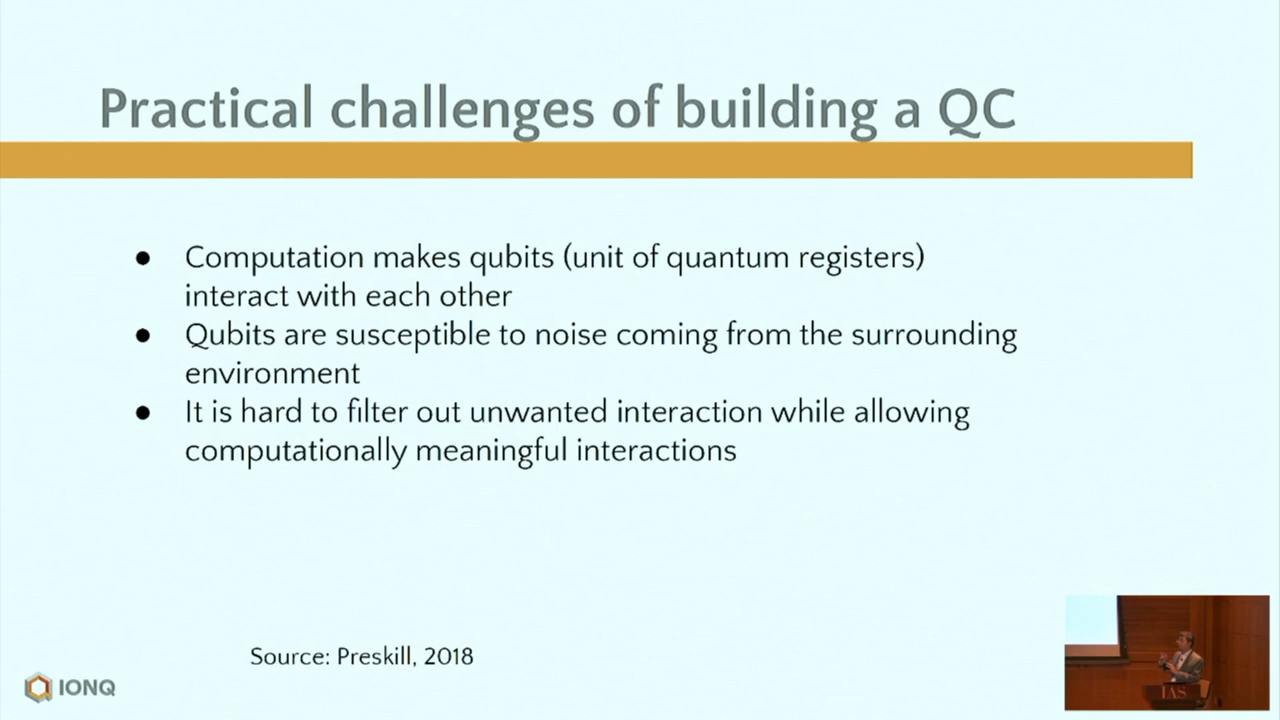 Practical challenges of building a QC
● Computation makes qubits (unit of quantum registers)
interact with each other
● Qubits are susceptible to noise coming from the surrounding
environment
● It is hard to filter out unwanted interaction while allowing
computationally meaningful interactions
Source: Preskill, 2018
IONQ
IAS